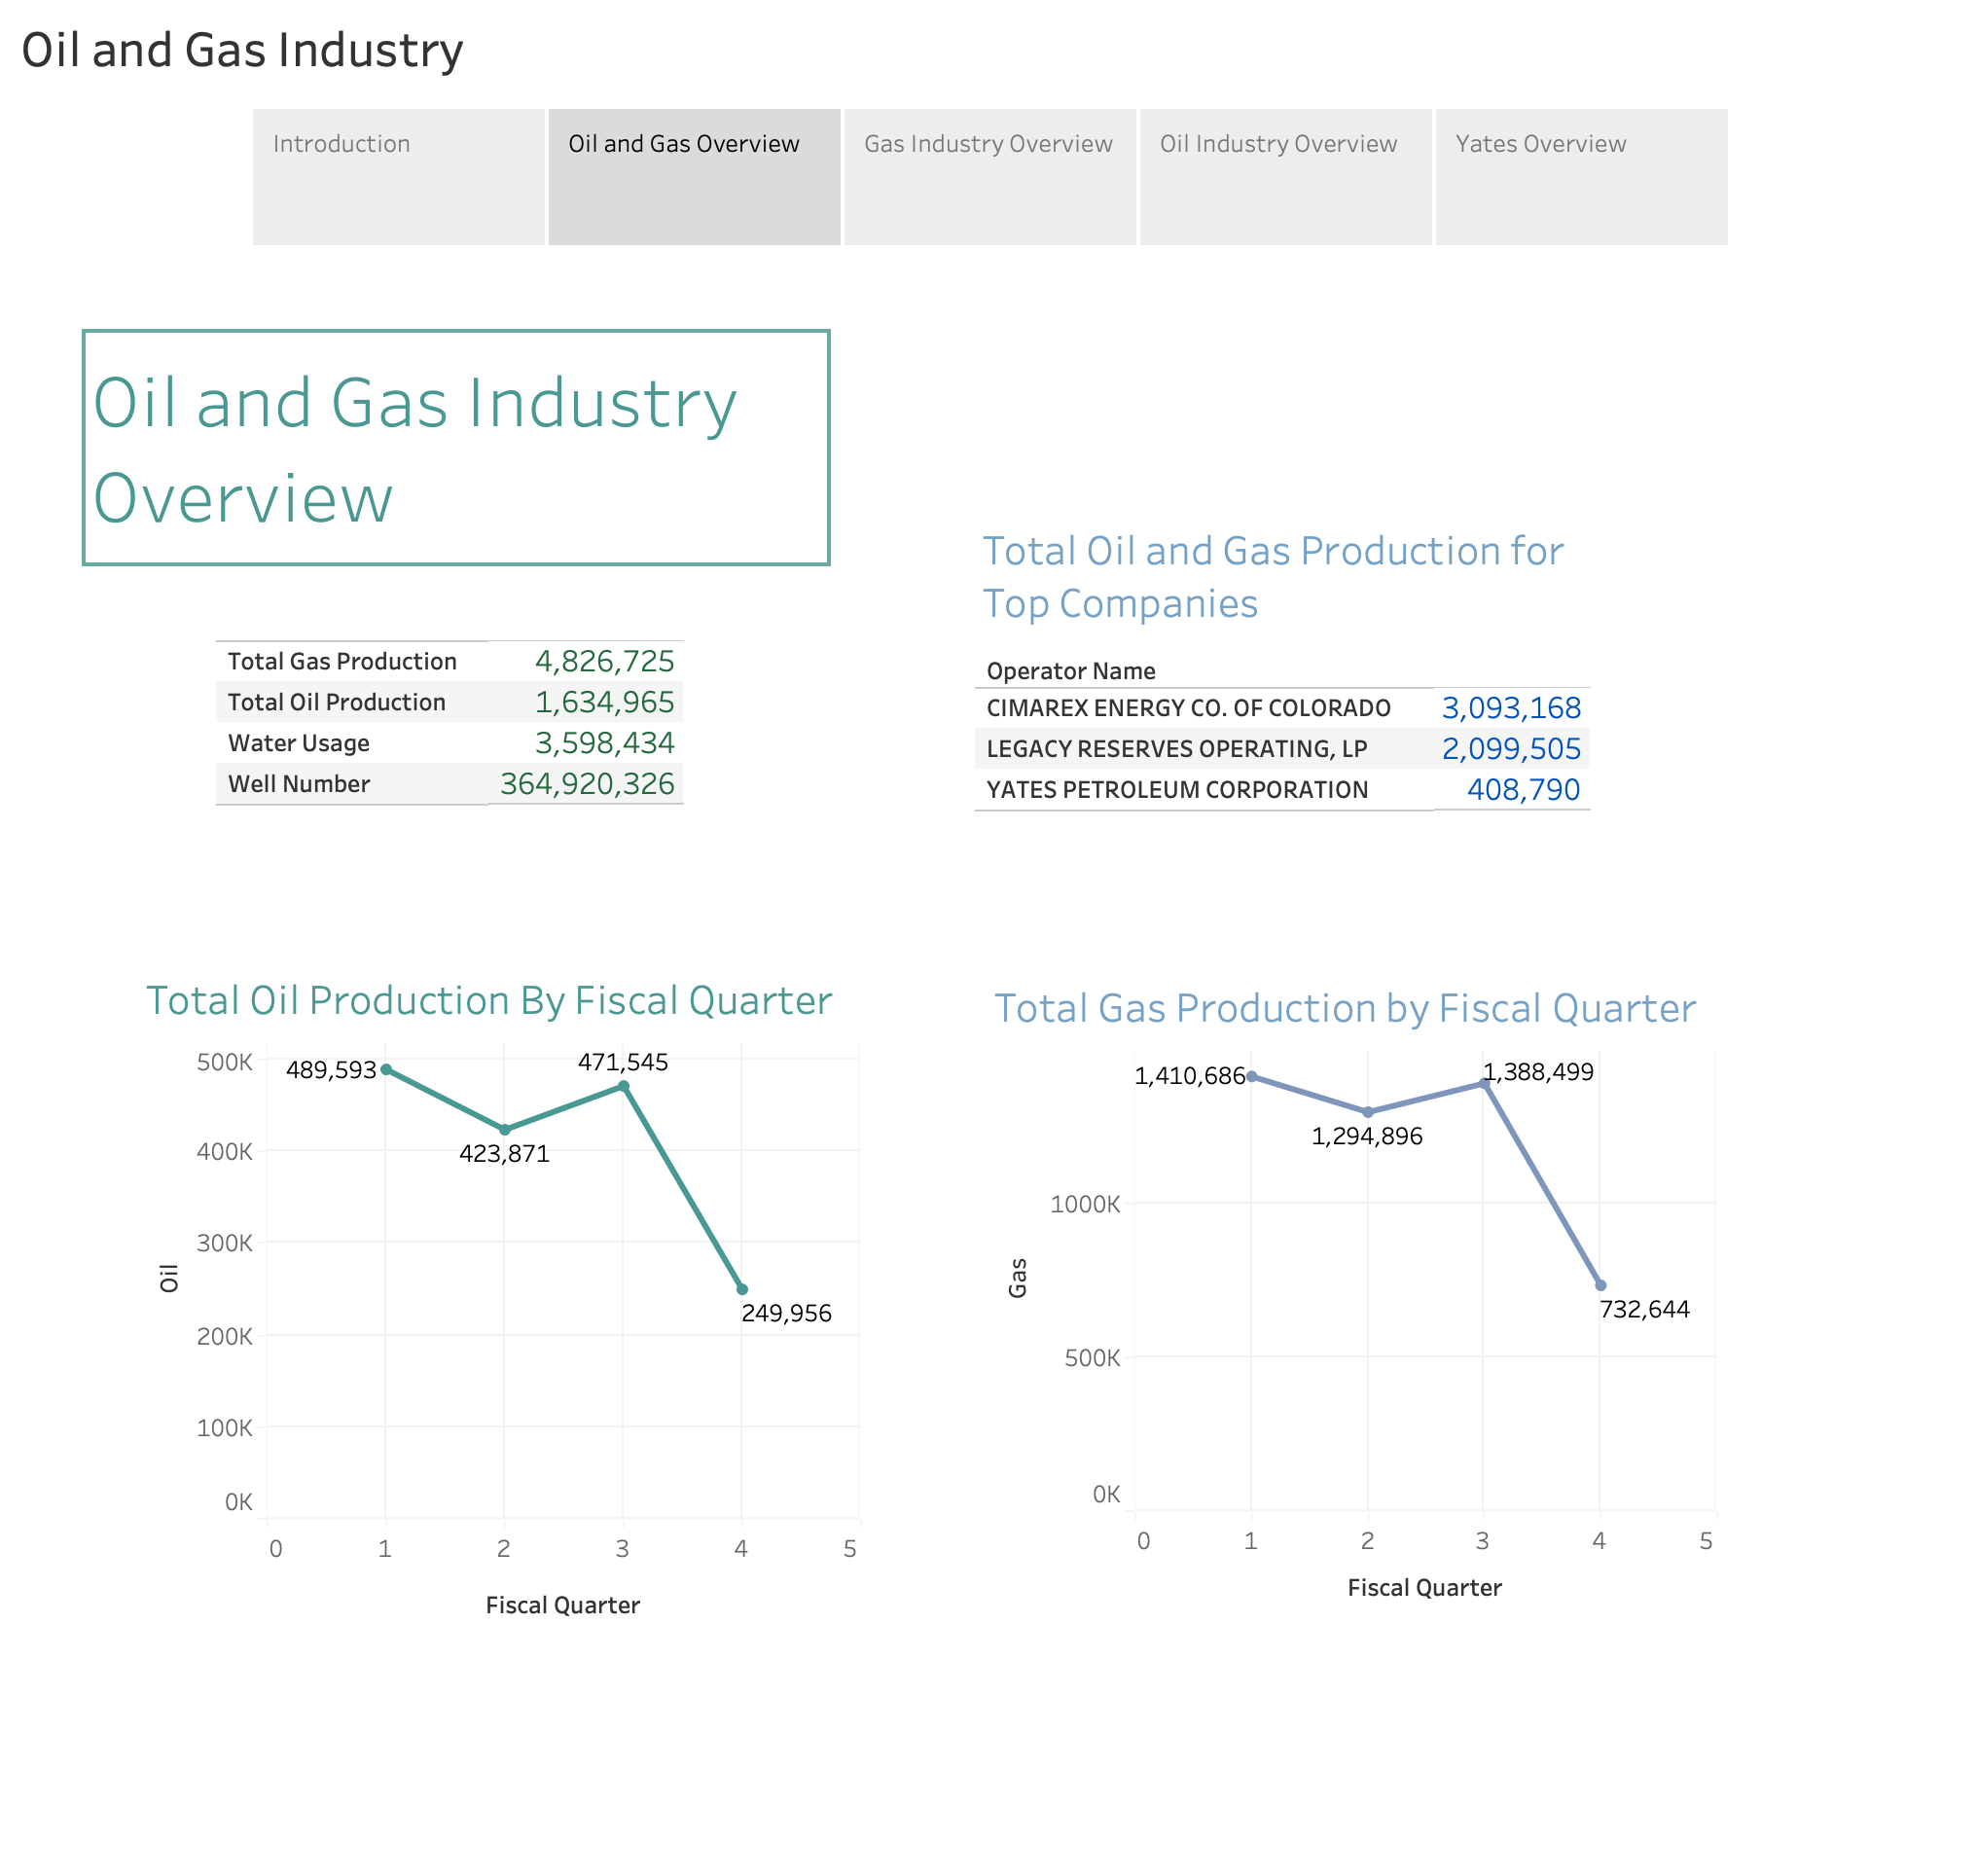 Oil and Gas Industry
Introduction
Oil and Gas Overview
Gas Industry Overview
Oil Industry Overview
Yates Overview
Oil and Gas Industry
Overview
Total Gas Production 4,826,725
Total Oil Production 1,634,965
Water Usage 3,598,434
Well Number 364,920,326
Total Oil and Gas Production for
Top Companies
Operator Name
CIMAREX ENERGY CO. OF COLORADO 3,093,168
LEGACY RESERVES OPERATING, LP 2,099,505
YATES PETROLEUM CORPORATION 408,790
Total Oil Production By Fiscal Quarter
500K
400K
300K
200K
100K
0K
Oil
489,593
423,871
471,545
249,956
0 1 2 3 4 5
Fiscal Quarter
Total Gas Production by Fiscal Quarter
1000K
500K
0K
Gas
1,410,686
1,294,896
1,388,499
732,644
0 1 2 3 4 5
Fiscal Quarter